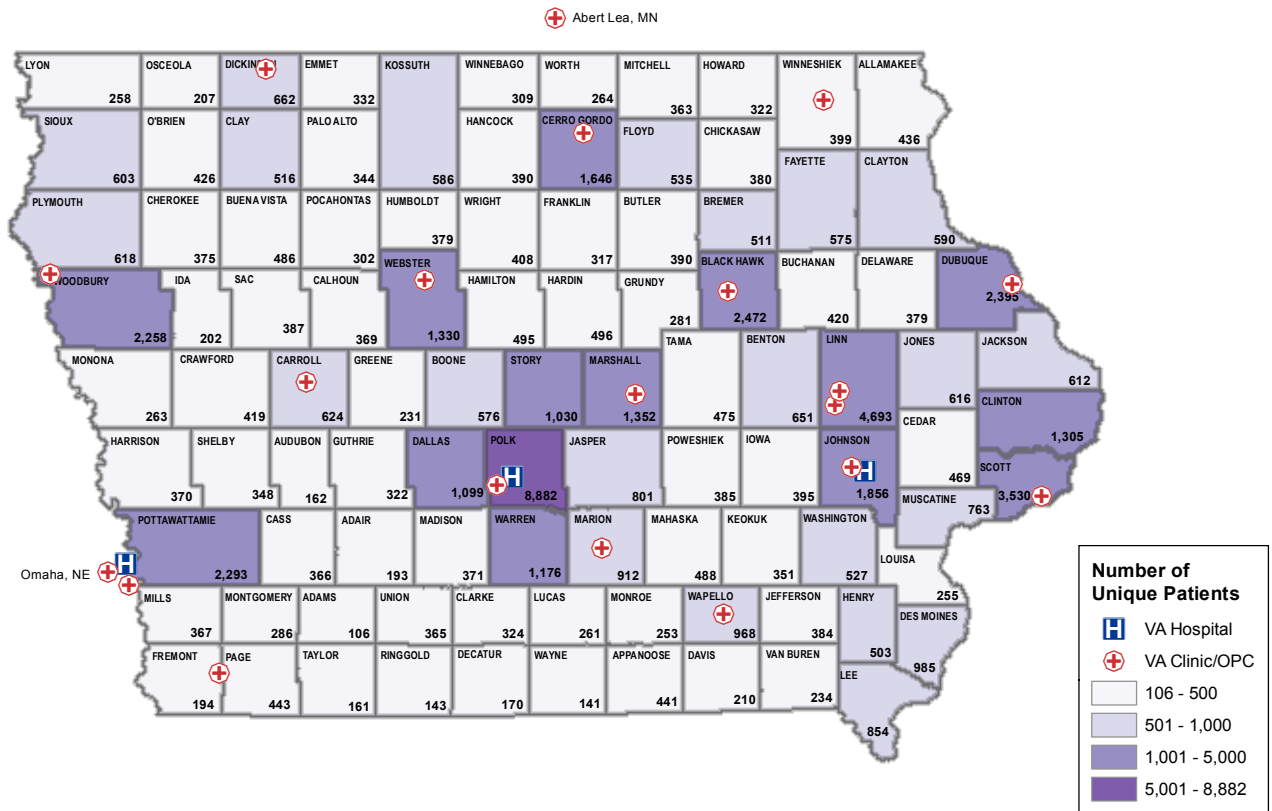 Abert Lea, MN
LYON
258
OSCEOLA
207
EMMET
332
662
KOSSUTH
586
WINNEBAGO
309
WORTH
264
MITCHELL
363
HOWARD
322
WINNESHIEK
399
ALLAMAKEE
436
SIOUX
603
O'BRIEN
426
CLAY
516
PALO ALTO
344
HANCOCK
390
CERRO GORDO
1,646
FLOYD
535
CHICKASAW
380
FAYETTE
575
CLAYTON
590
PLYMOUTH
618
CHEROKEE
375
BUENA VISTA
486
POCAHONTAS
302
HUMBOLDT
379
WRIGHT
408
FRANKLIN
317
BUTLER
390
BREMER
511
WOODBURY
2,258
IDA
202
SAC
387
CALHOUN
369
WEBSTER
1,330
HAMILTON
495
HARDIN
496
GRUNDY
281
BLACK HAWK
2,472
BUCHANAN
420
DELAWARE
379
DUBUQUE
2,395
MONONA
263
CRAWFORD
419
CARROLL
624
GREENE
231
BOONE
576
STORY
1,030
MARSHALL
1,352
TAMA
475
BENTON
651
LINN
4,693
JONES
616
JACKSON
612
CLINTON
1,305
CEDAR
469
HARRISON
370
SHELBY
348
AUDUBON
162
GUTHRIE
322
DALLAS
1,099
POLK
8,882
JASPER
801
POWESHIEK
385
IOWA
395
JOHNSON
1,856
SCOTT
3,530
MUSCATINE
763
POTTAWATTAMIE
2,293
CASS
366
ADAIR
193
MADISON
371
WARREN
1,176
MARION
912
MAHASKA
488
KEOKUK
351
WASHINGTON
527
LOUISA
255
Omaha, NE
MILLS
367
MONTGOMERY
286
ADAMS
106
UNION
365
CLARKE
324
LUCAS
261
MONROE
253
WAPELLO
968
JEFFERSON
384
HENRY
503
DES MOINES
985
FREMONT
194
PAGE
443
TAYLOR
161
RINGGOLD
143
DECATUR
170
WAYNE
141
APPANOOSE
441
DAVIS
210
VAN BUREN
234
LEE
854
Number of
Unique Patients
H VA Hospital
VA Clinic/OPC
106 - 500
501 - 1,000
1,001 - 5,000
5,001 - 8,882